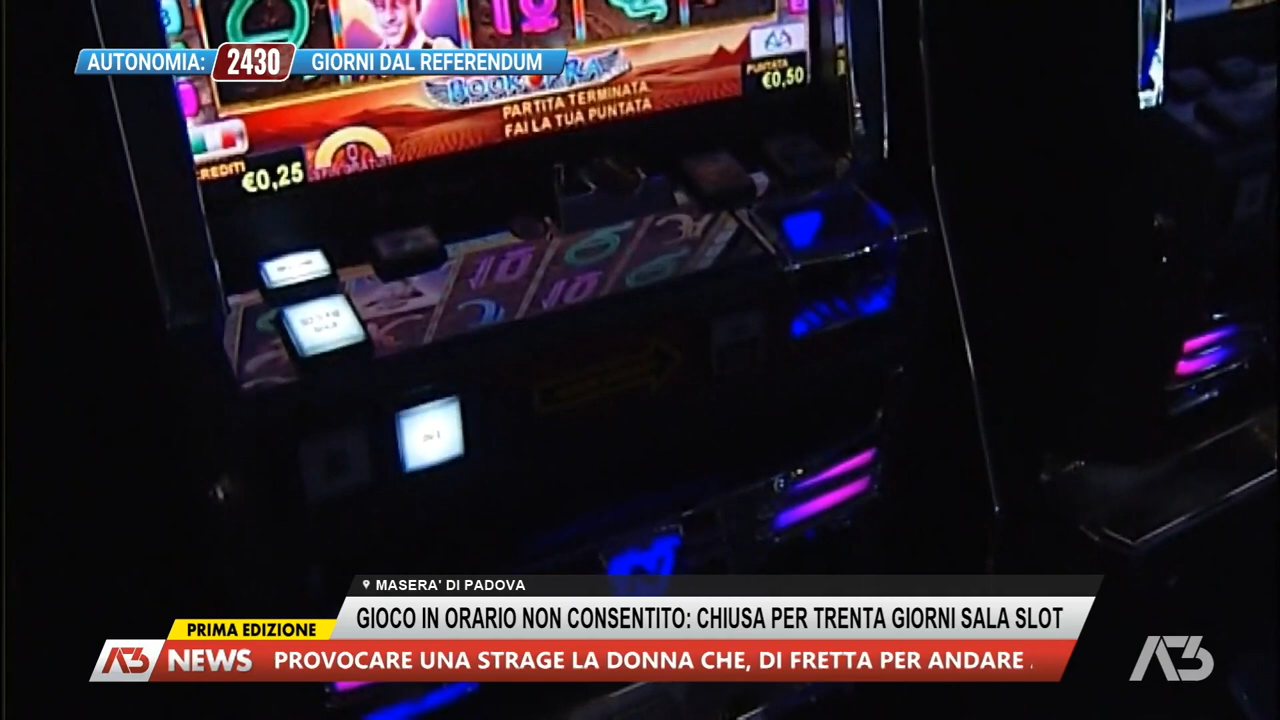 AUTONOMIA: 2430 GIORNI DAL REFERENDUM
PUNTATA
€0,50
PARTITA TERMINATA
FAI LA TUA PUNTATA
€0,25
MASERA' DI PADOVA
GIOCO IN ORARIO NON CONSENTITO: CHIUSA PER TRENTA GIORNI SALA SLOT
PRIMA EDIZIONE
A3 NEWS PROVOCARE UNA STRAGE LA DONNA CHE, DI FRETTA PER ANDARE
A3